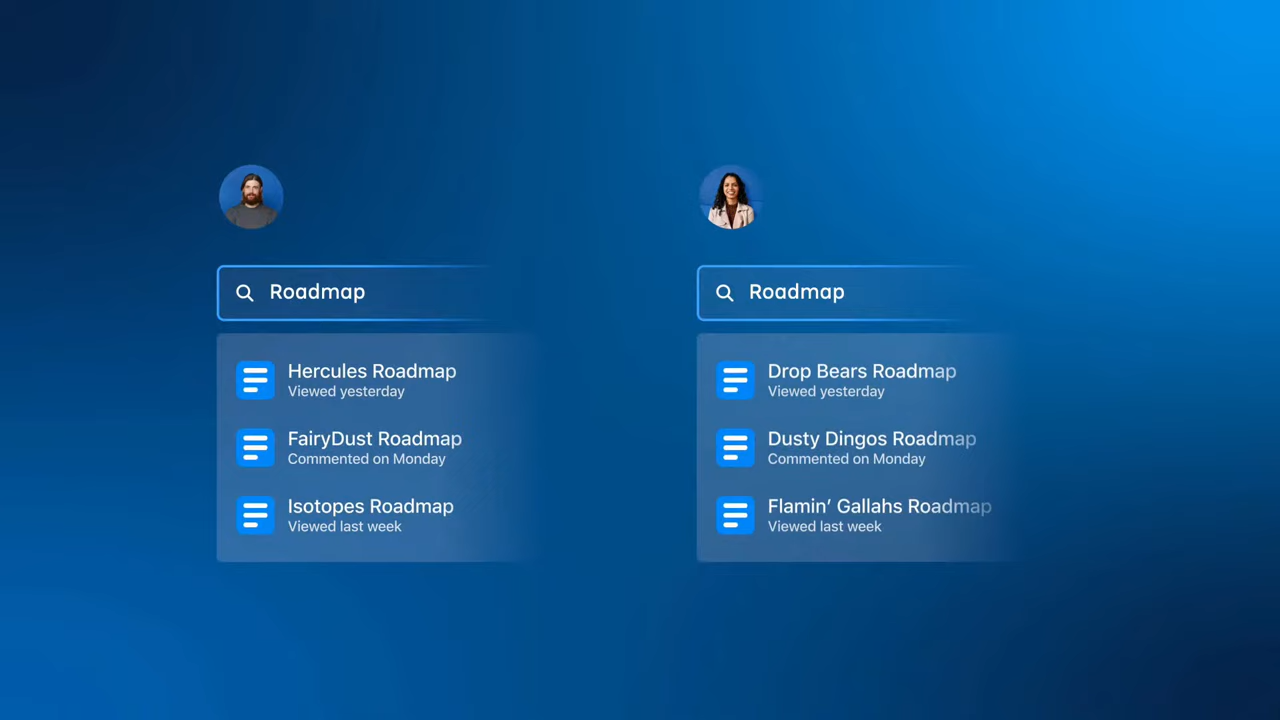 Roadmap
Hercules Roadmap
Viewed yesterday
FairyDust Roadmap
Commented on Monday
Isotopes Roadmap
Viewed last week
Roadmap
Drop Bears Roadmap
Viewed yesterday
Dusty Dingos Roadmap
Commented on Monday
Flamin’ Gallahs Roadmap
Viewed last week